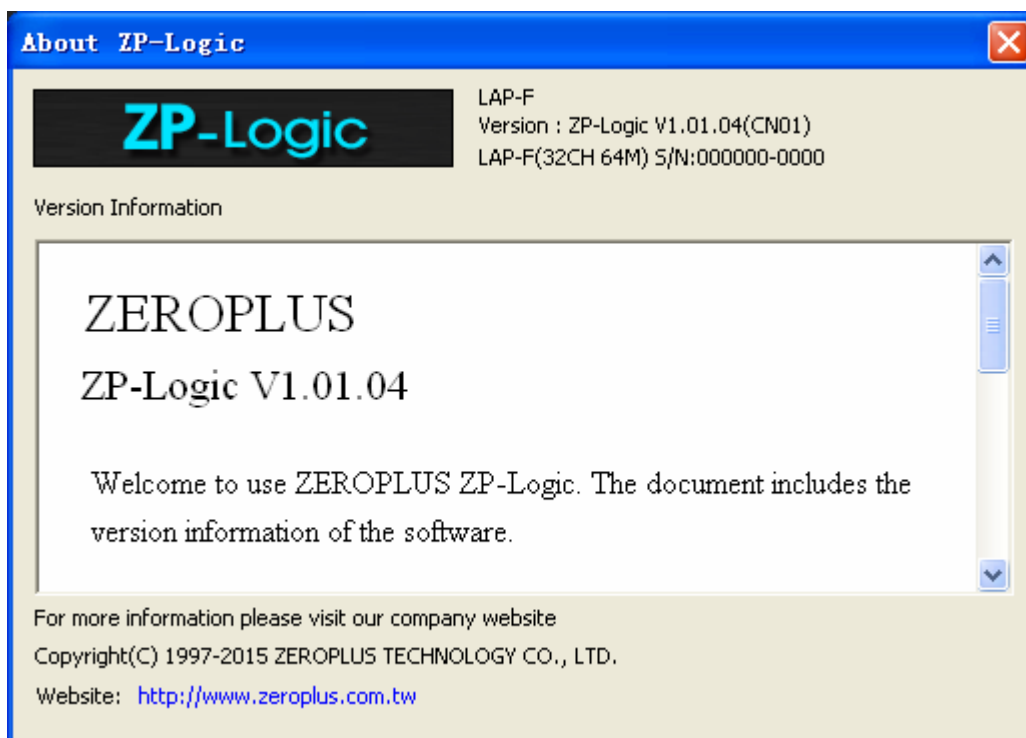 About ZP-Logic
ZP-Logic
LAP-F
Version : ZP-Logic V1.01.04(CN01)
LAP-F(32CH 64M) S/N:000000-0000
Version Information
ZEROPLUS
ZP-Logic V1.01.04
Welcome to use ZEROPLUS ZP-Logic. The document includes the
version information of the software.
For more information please visit our company website
Copyright(C) 1997-2015 ZEROPLUS TECHNOLOGY CO., LTD.
Website: http://www.zeroplus.com.tw